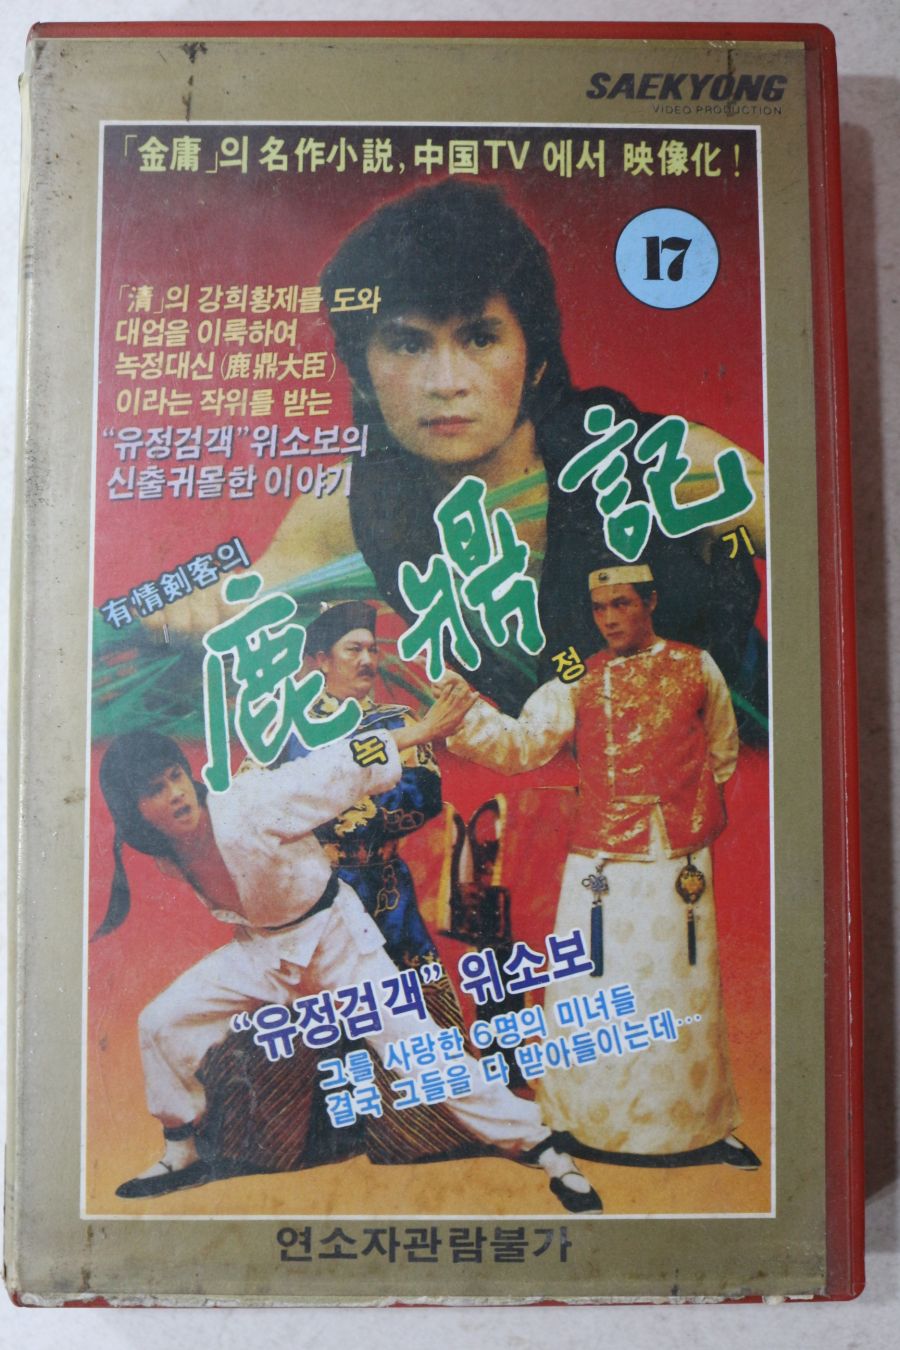 SAEKYONG
VIDEO PRODUCTION
「金庸」의 名作小説, 中国TV 에서 映像化!
17
「淸」의 강희황제를 도와
대업을 이룩하여
녹정대신 (鹿鼎大臣)
이라는 작위를 받는
“유정검객” 위소보의
신출귀몰한 이야기
有情剣客의
鹿鼎記
녹정기
“유정검객” 위소보
그를 사랑한 6명의 미녀들
결국 그들을 다 받아들이는데…
연소자관람불가